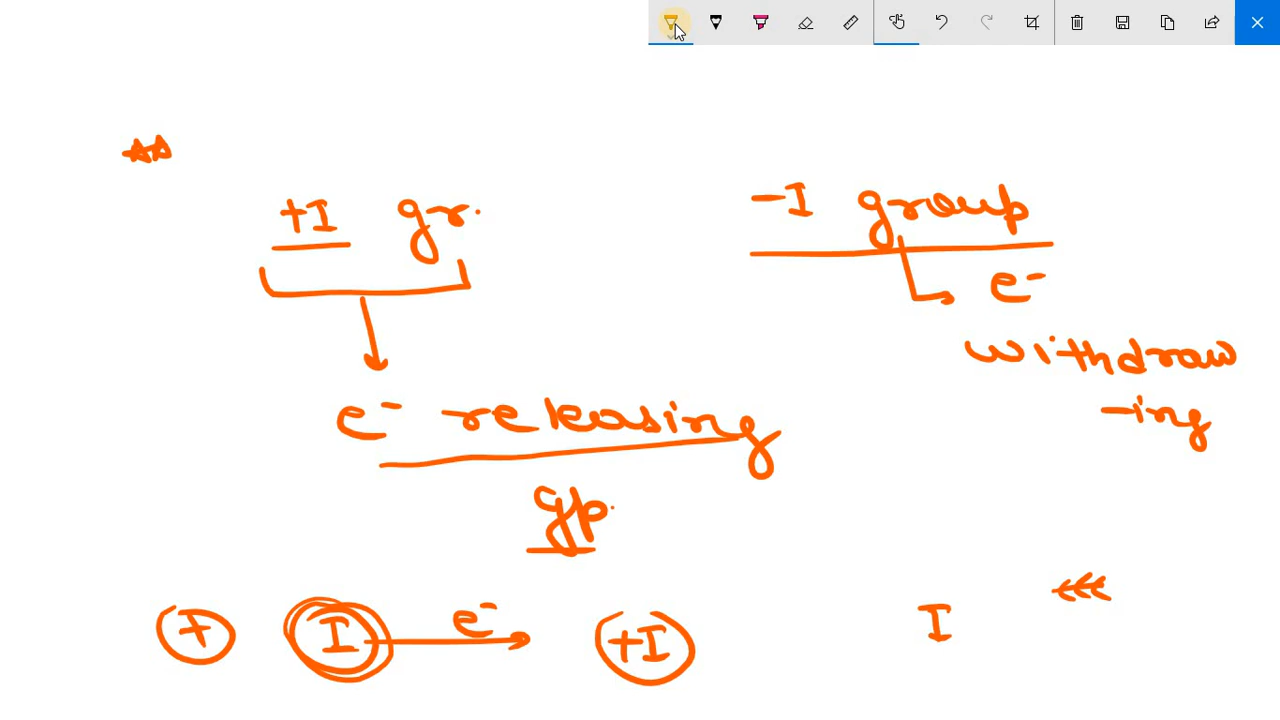 +I gr.
-I group
e-
withdraw
-ing
e- releasing
gp.
+ I e- +I I